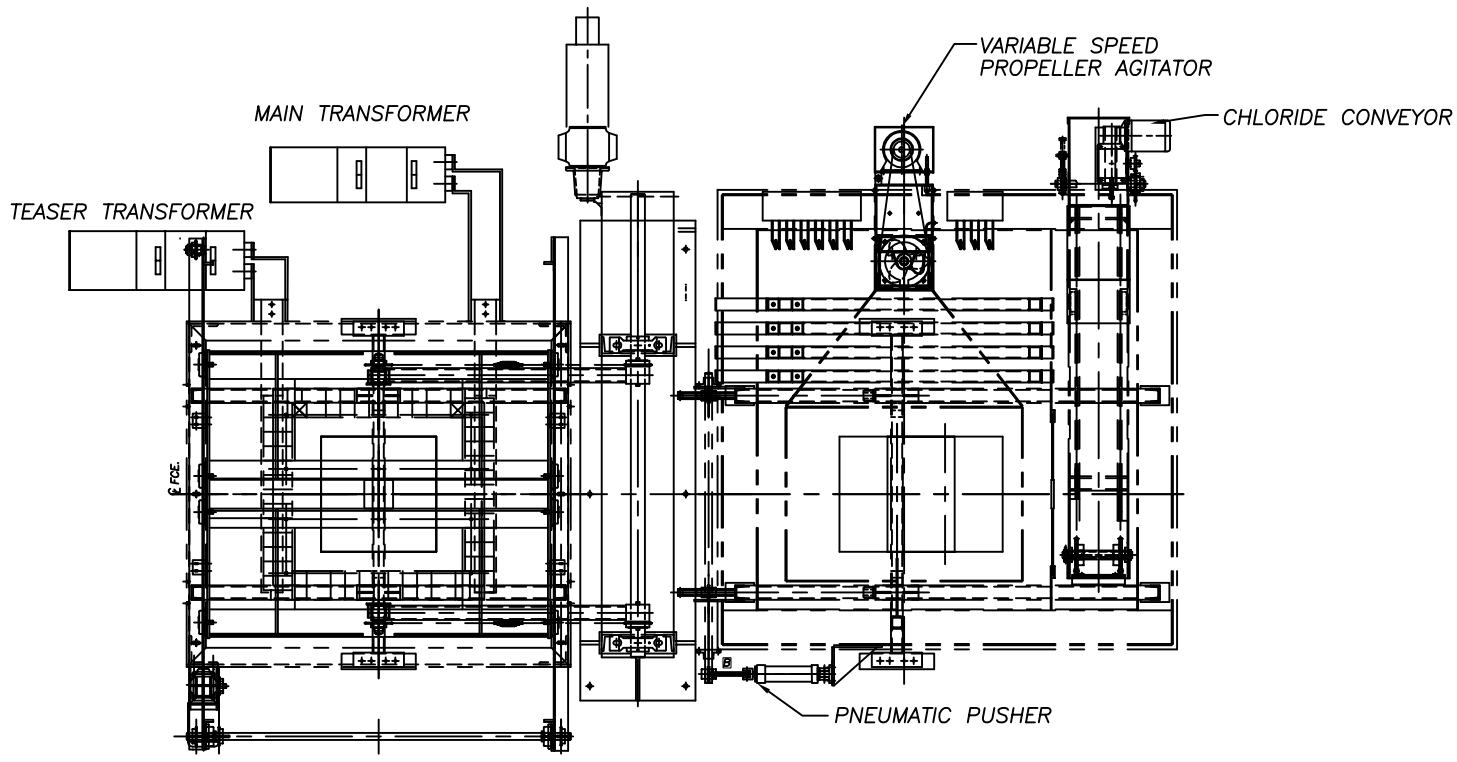 VARIABLE SPEED
PROPELLER AGITATOR
MAIN TRANSFORMER
CHLORIDE CONVEYOR
TEASER TRANSFORMER
℄ FCE.
B
PNEUMATIC PUSHER